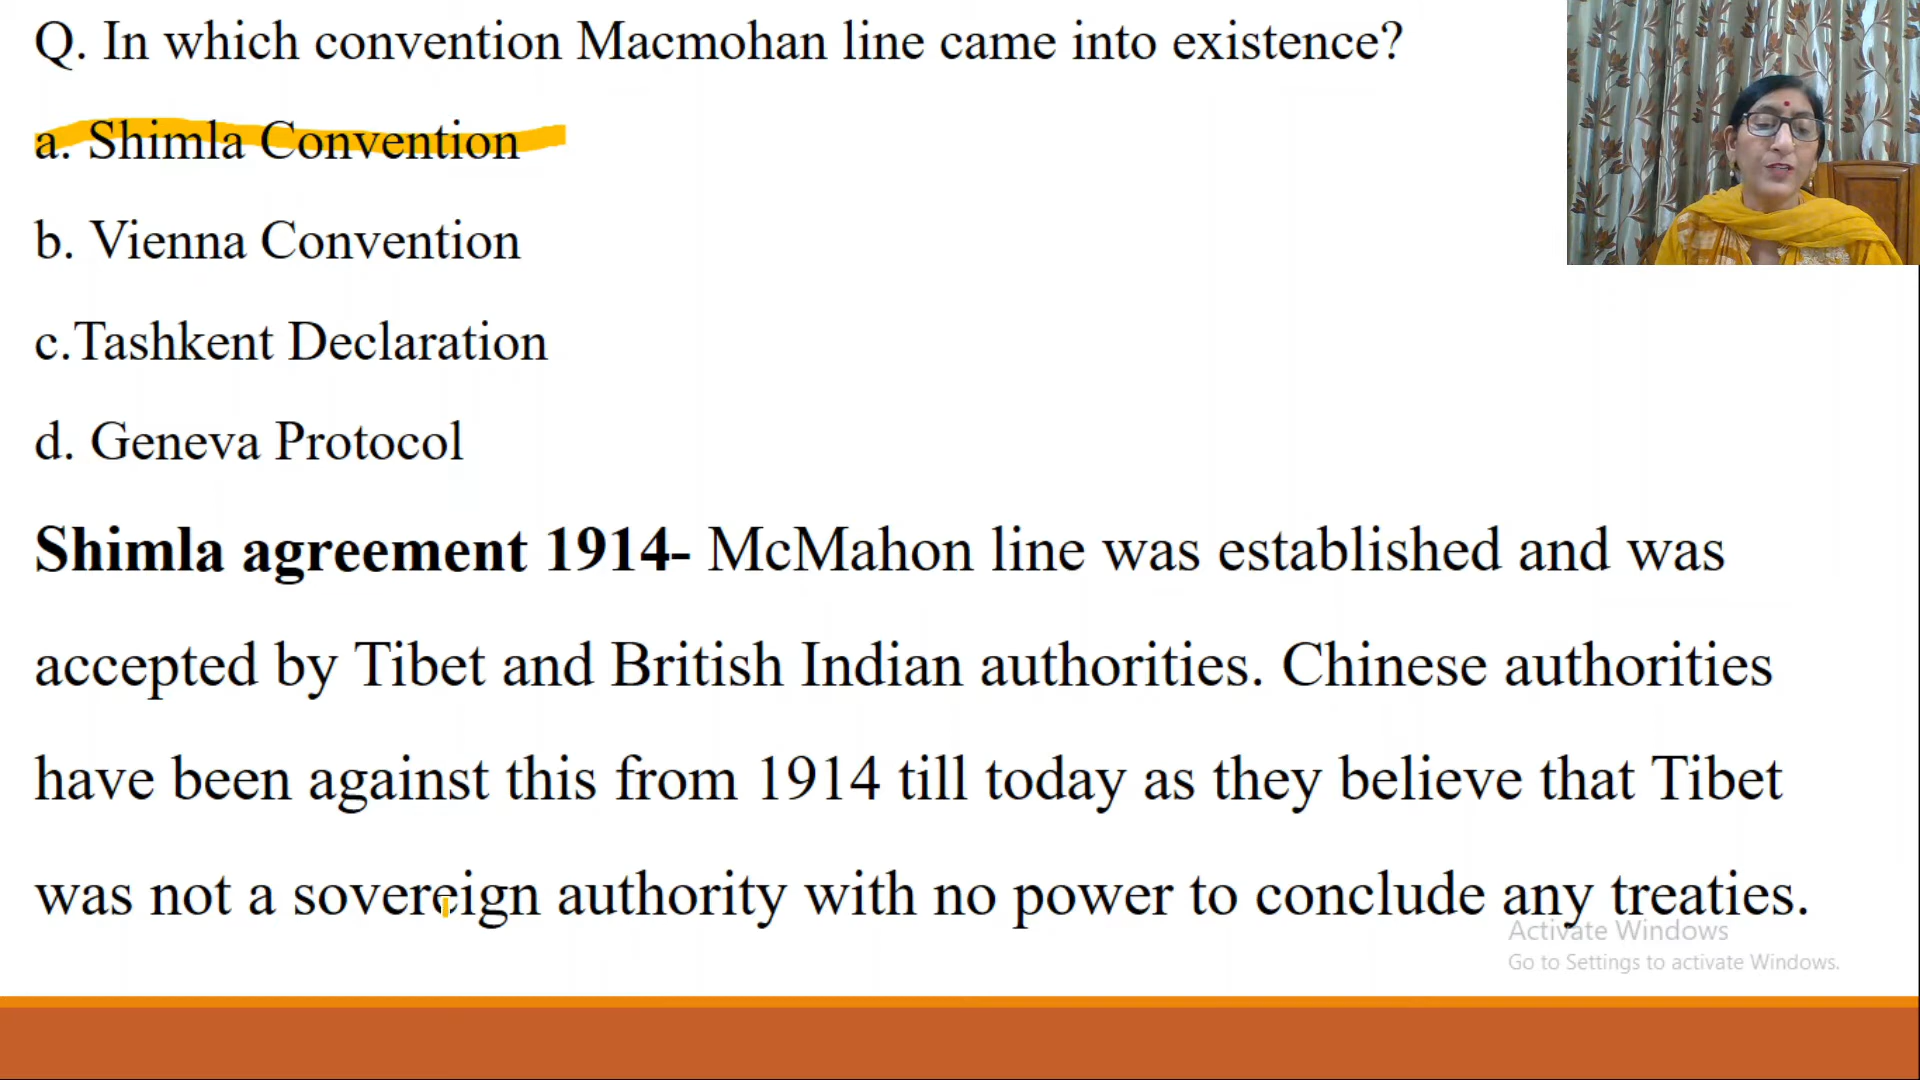 Q. In which convention Macmohan line came into existence?
a. Shimla Convention
b. Vienna Convention
c.Tashkent Declaration
d. Geneva Protocol
Shimla agreement 1914- McMahon line was established and was
accepted by Tibet and British Indian authorities. Chinese authorities
have been against this from 1914 till today as they believe that Tibet
was not a sovereign authority with no power to conclude any treaties.
Activate Windows
Go to Settings to activate Windows.